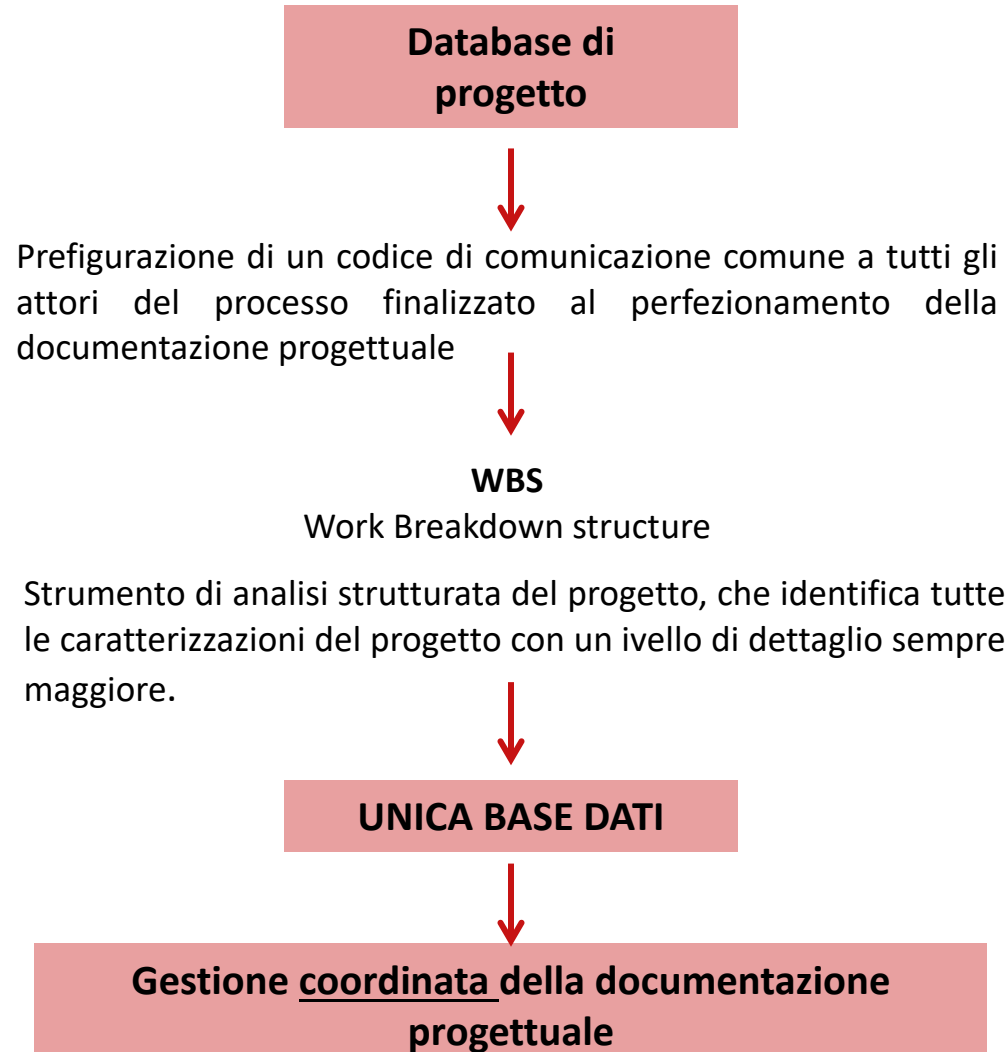 Database di
progetto
Prefigurazione di un codice di comunicazione comune a tutti gli
attori del processo finalizzato al perfezionamento della
documentazione progettuale
WBS
Work Breakdown structure
Strumento di analisi strutturata del progetto, che identifica tutte
le caratterizzazioni del progetto con un ivello di dettaglio sempre
maggiore.
UNICA BASE DATI
Gestione coordinata della documentazione
progettuale